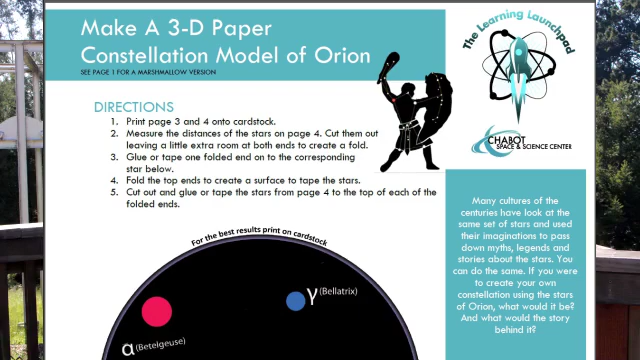 Make A 3-D Paper
Constellation Model of Orion
SEE PAGE 1 FOR A MARSHMALLOW VERSION
The Learning Launchpad
CHABOT
SPACE & SCIENCE CENTER
DIRECTIONS
1. Print page 3 and 4 onto cardstock.
2. Measure the distances of the stars on page 4. Cut them out
leaving a little extra room at both ends to create a fold.
3. Glue or tape one folded end on to the corresponding
star below.
4. Fold the top ends to create a surface to tape the stars.
5. Cut out and glue or tape the stars from page 4 to the top of each of the
folded ends.
For the best results print on cardstock
γ (Bellatrix)
α (Betelgeuse)
Many cultures of the
centuries have look at the
same set of stars and used
their imaginations to pass
down myths, legends and
stories about the stars. You
can do the same. If you were
to create your own
constellation using the stars
of Orion, what would it be?
And what would the story
behind it?